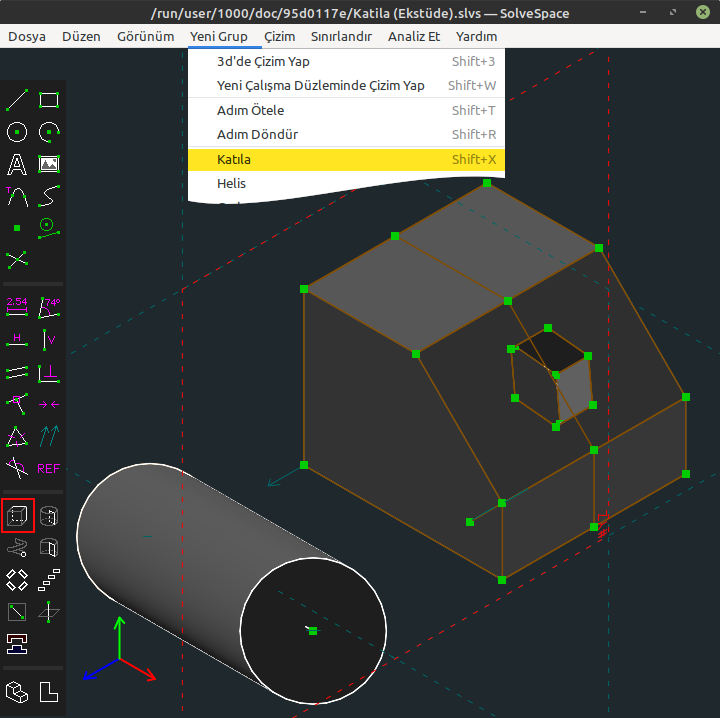 /run/user/1000/doc/95d0117e/Katila (Ekstüde).slvs — SolveSpace
Dosya Düzen Görünüm Yeni Grup Çizim Sınırlandır Analiz Et Yardım
3d'de Çizim Yap Shift+3
Yeni Çalışma Düzleminde Çizim Yap Shift+W
Adım Ötele Shift+T
Adım Döndür Shift+R
Katıla Shift+X
Helis
A
T
2.54 74°
H V
REF